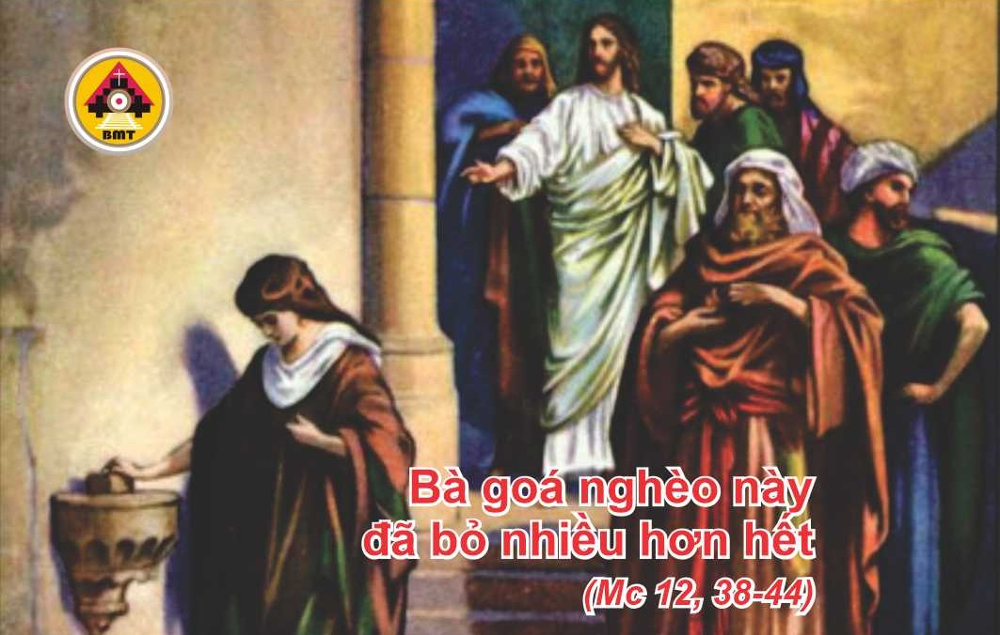 BMT
Bà goá nghèo này
đã bỏ nhiều hơn hết
(Mc 12, 38-44)